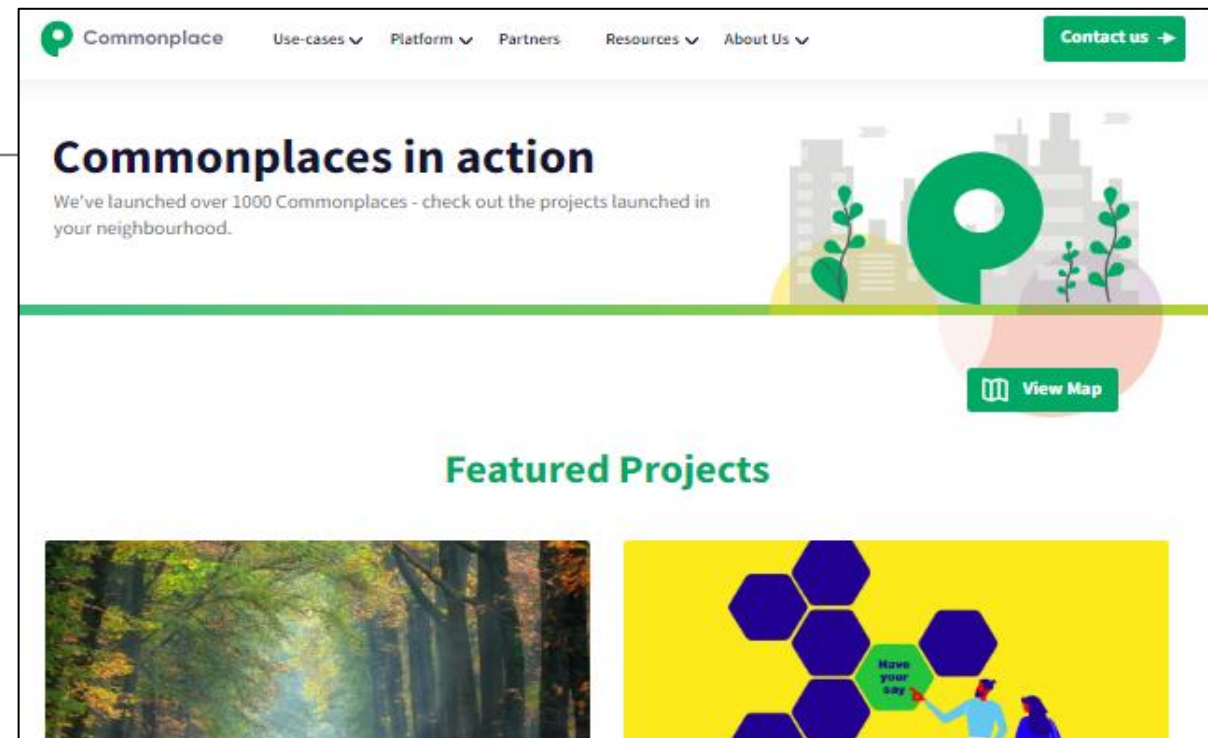 Commonplace
Use-cases Platform Partners Resources About Us
Contact us
Commonplaces in action
We've launched over 1000 Commonplaces - check out the projects launched in
your neighbourhood.
View Map
Featured Projects
Have
your
say